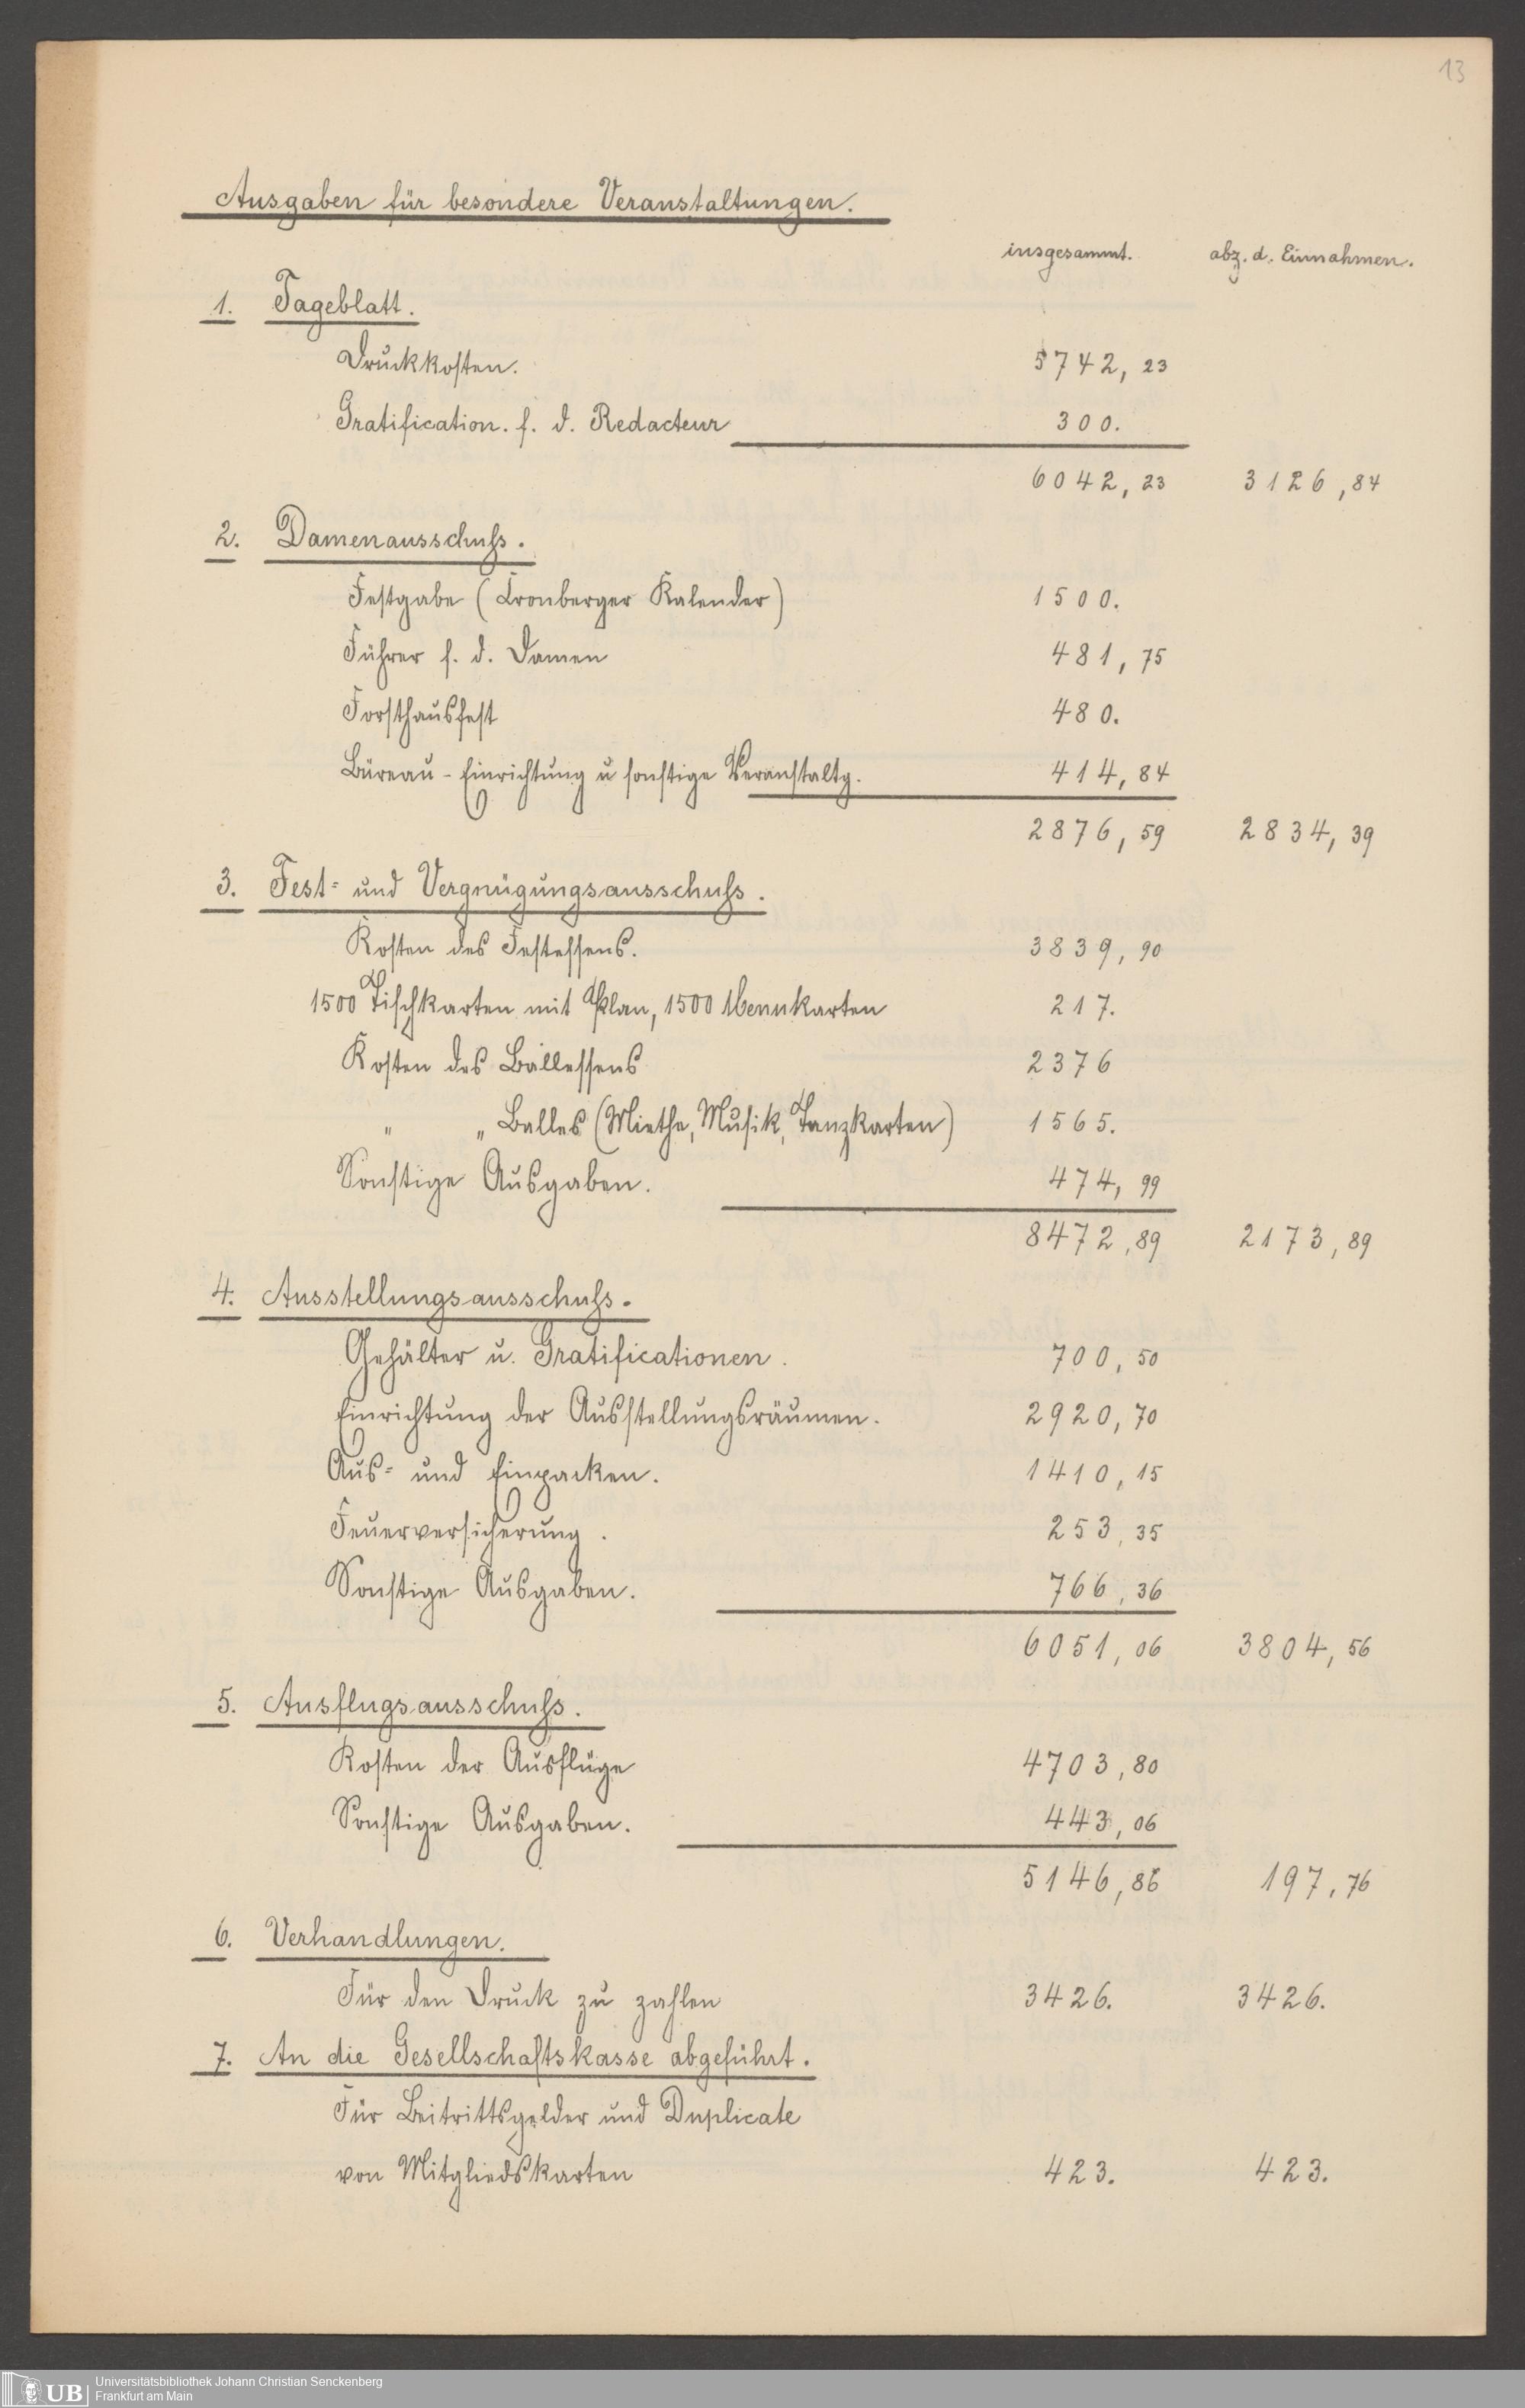 13
Ausgaben für besondere Veranstaltungen.
insgesammt. abz. d. Einnahmen.
1. Tageblatt.
Druckkosten. 5742,23
Gratification. f. d. Redacteur 300.
6042,23 3126,84
2. Damenausschuſs.
Festgabe (Cronberger Kalender) 1500.
Führer f. d. Damen 481,75
Forsthausfest 480.
Büreau-Einrichtung u sonstige Veranstaltg. 414,84
2876,59 2834,39
3. Fest- und Vergnügungsausschuſs.
Kosten des Festessens. 3839,90
1500 Tischkarten mit Plan, 1500 Menukarten 217.
Kosten des Ballessens 2376
" " Balles (Miethe, Musik, Tanzkarten) 1565.
Sonstige Ausgaben. 474,99
8472,89 2173,89
4. Ausstellungsausschuſs.
Gehälter u. Gratificationen. 700,50
Einrichtung der Ausstellungsräumen. 2920,70
Aus- und Einpacken. 1410,15
Feuerversicherung. 253,35
Sonstige Ausgaben. 766,36
6051,06 3804,56
5. Ausflugsausschuſs.
Kosten der Ausflüge 4703,80
Sonstige Ausgaben. 443,06
5146,86 197,76
6. Verhandlungen.
Für den Druck zu zahlen 3426. 3426.
7. An die Gesellschaftskasse abgeführt.
Für Beitrittsgelder und Duplicate
von Mitgliedskarten 423. 423.
UB
Universitätsbibliothek Johann Christian Senckenberg
Frankfurt am Main